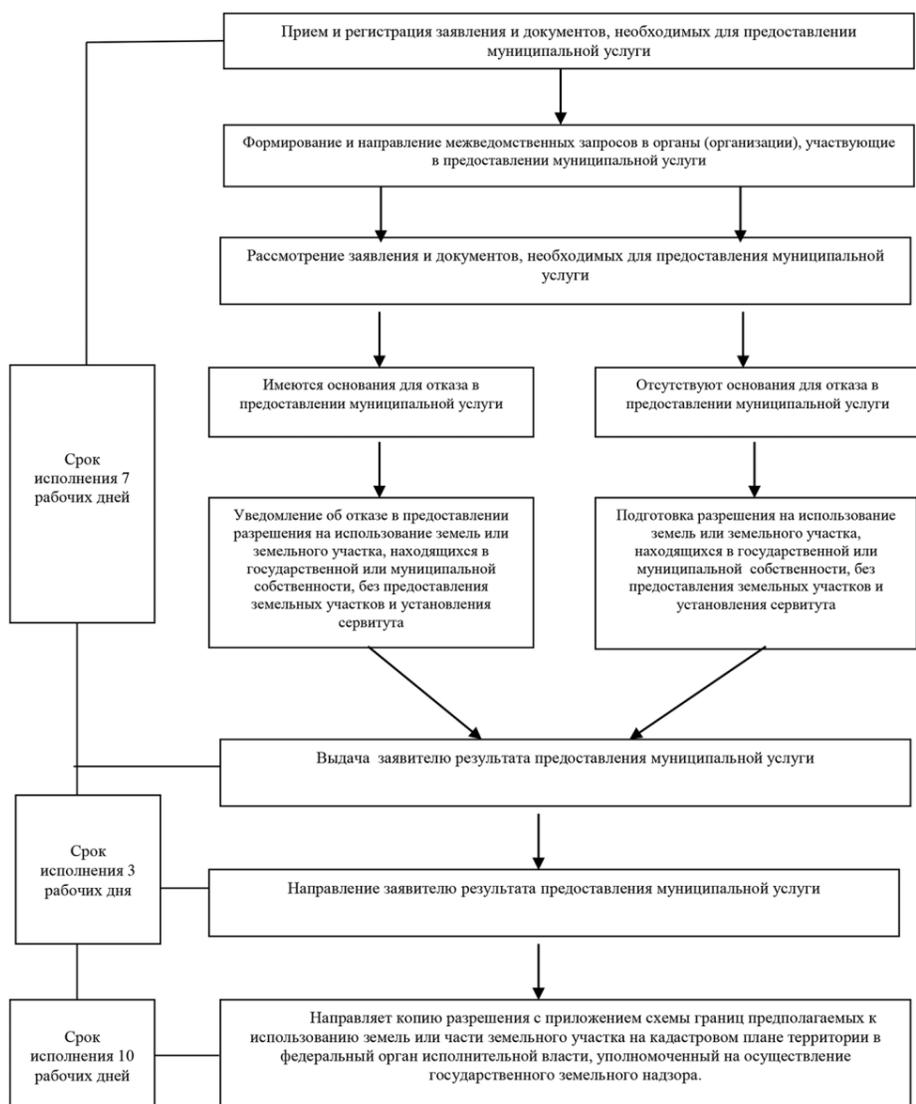 Прием и регистрация заявления и документов, необходимых для предоставлении
муниципальной услуги
Формирование и направление межведомственных запросов в органы (организации), участвующие
в предоставлении муниципальной услуги
Рассмотрение заявления и документов, необходимых для предоставления муниципальной
услуги
Имеются основания для отказа в
предоставлении муниципальной услуги
Отсутствуют основания для отказа в
предоставлении муниципальной услуги
Срок
исполнения 7
рабочих дней
Уведомление об отказе в предоставлении
разрешения на использование земель или
земельного участка, находящихся в
государственной или муниципальной
собственности, без предоставления
земельных участков и установления
сервитута
Подготовка разрешения на использование
земель или земельного участка,
находящихся в государственной или
муниципальной собственности, без
предоставления земельных участков и
установления сервитута
Выдача заявителю результата предоставления муниципальной услуги
Срок
исполнения 3
рабочих дня
Направление заявителю результата предоставления муниципальной услуги
Срок
исполнения 10
рабочих дней
Направляет копию разрешения с приложением схемы границ предполагаемых к
использованию земель или части земельного участка на кадастровом плане территории в
федеральный орган исполнительной власти, уполномоченный на осуществление
государственного земельного надзора.